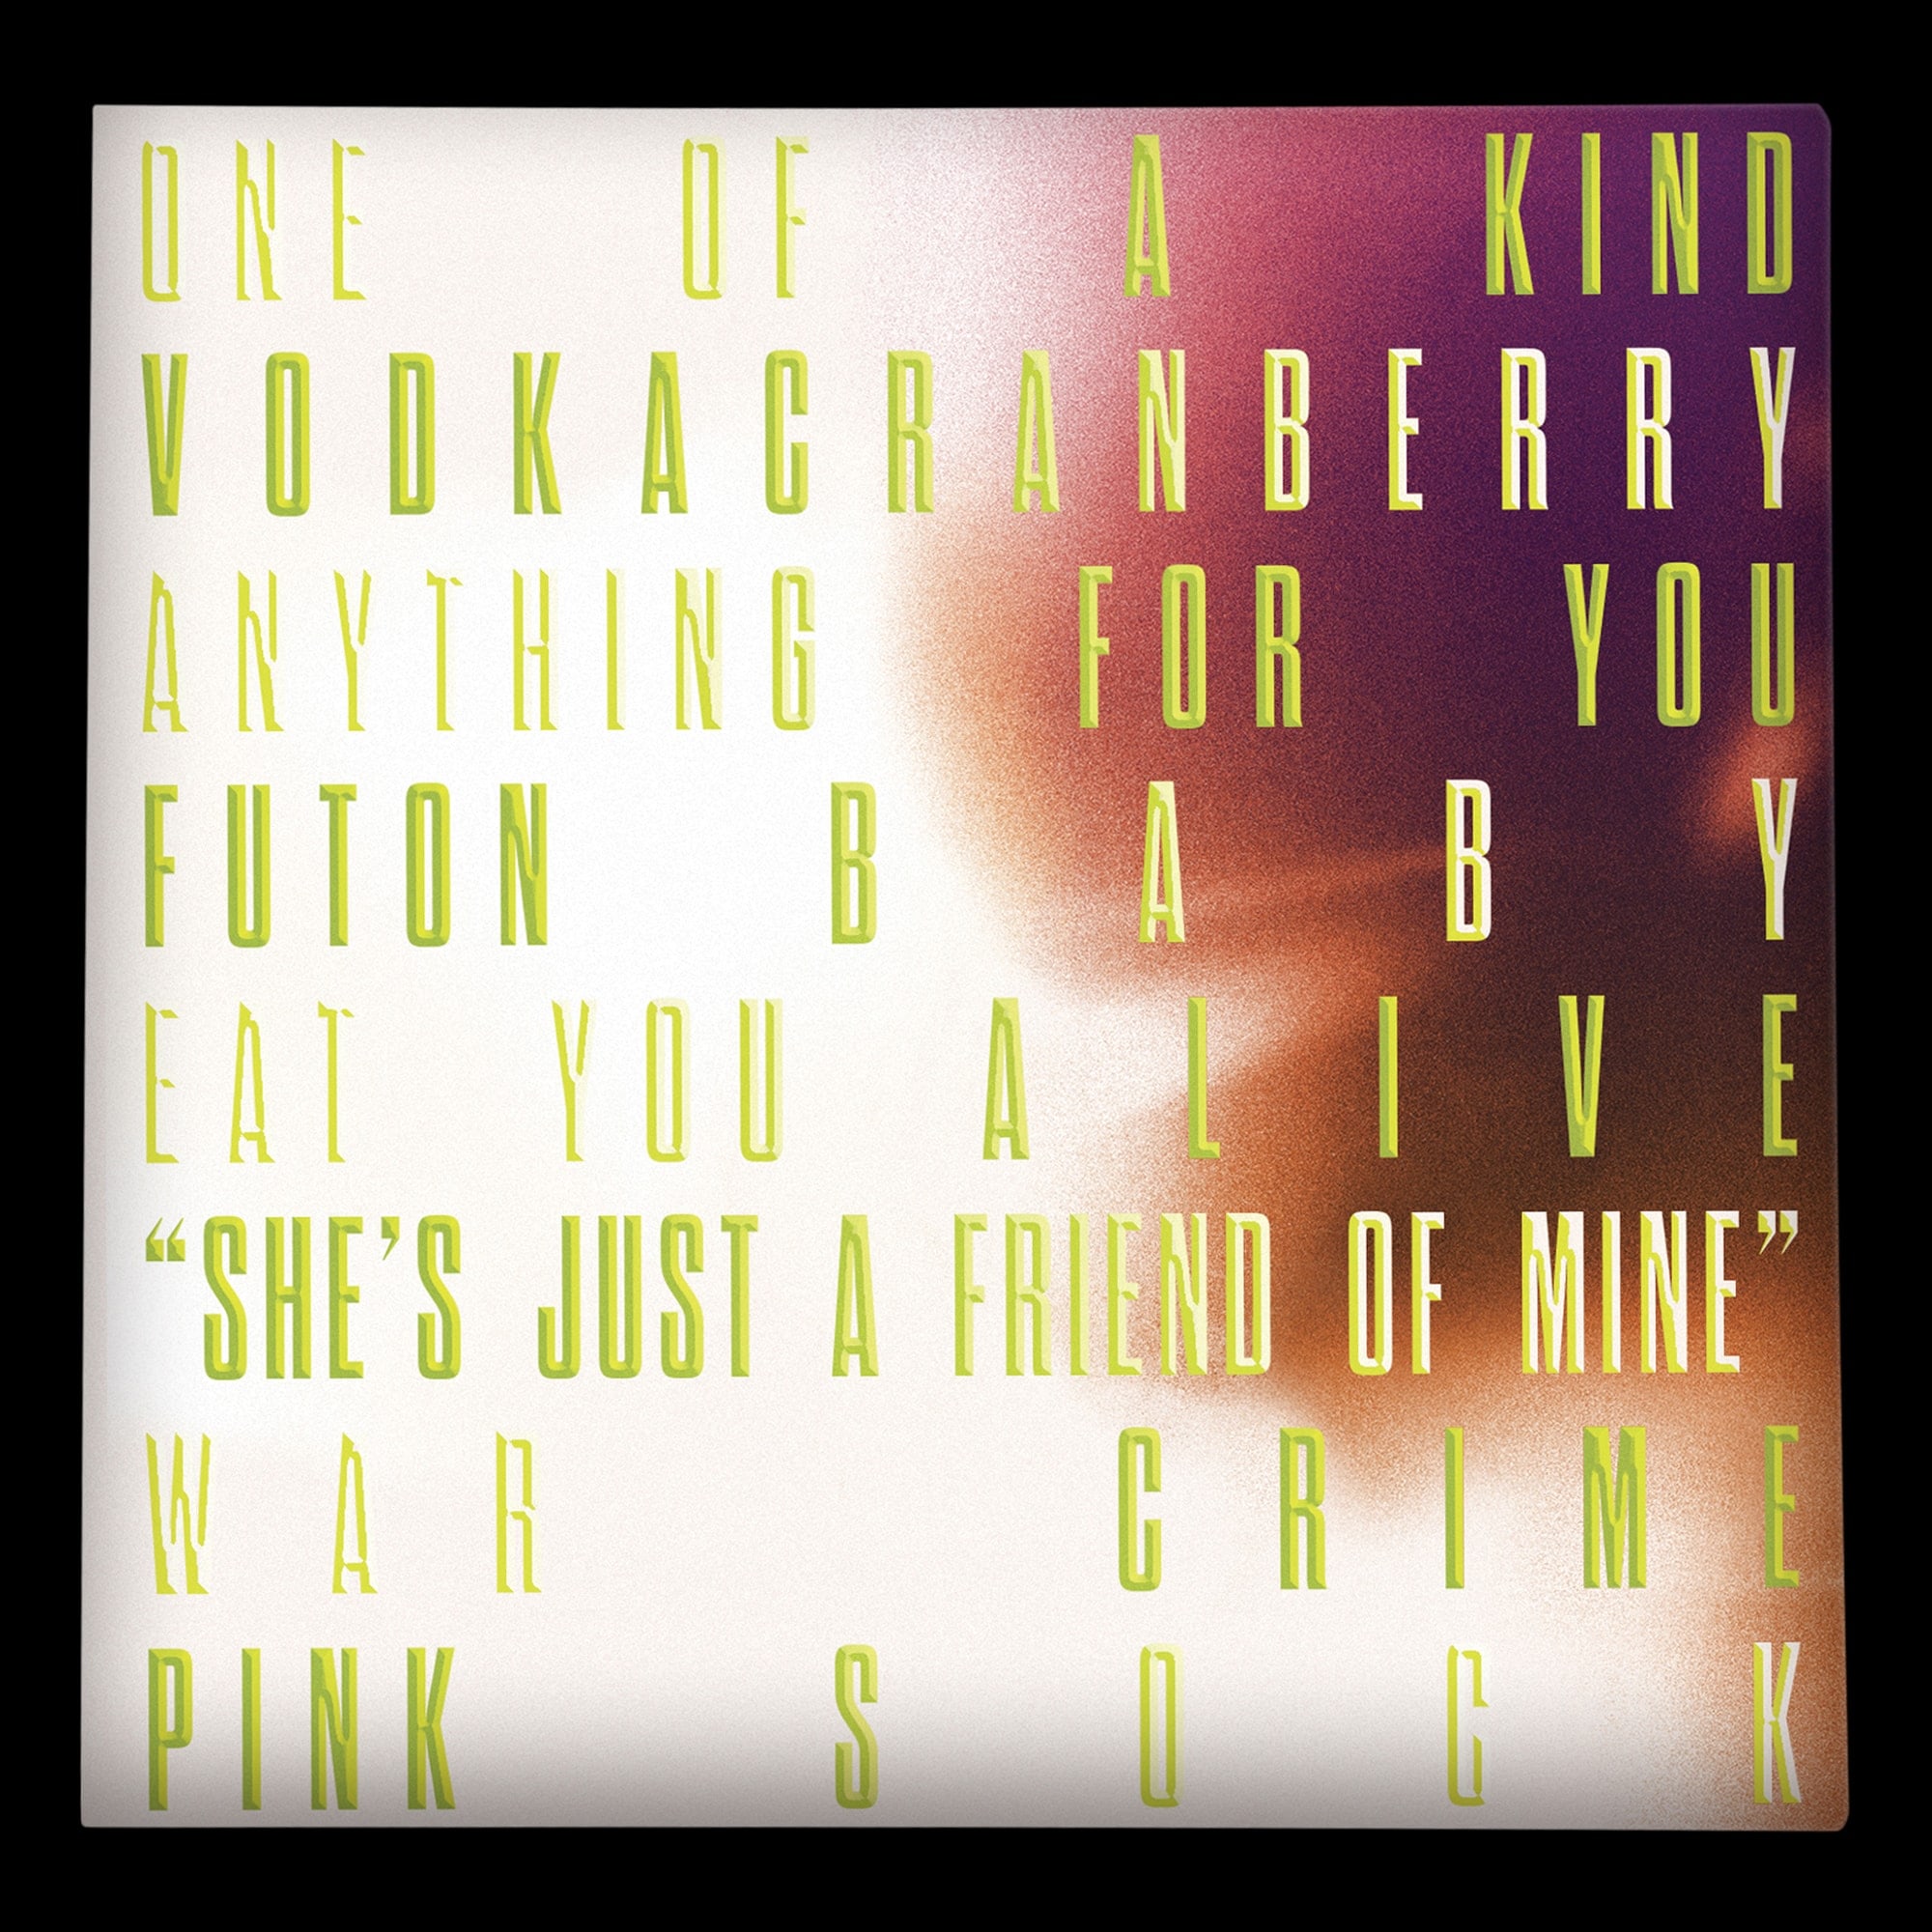 ONE OF A KIND
VODKACRANBERRY
ANYTHING FOR YOU
FUTON BABY
EAT YOU ALIVE
“SHE’S JUST A FRIEND OF MINE”
WAR CRIME
PINK SOCK